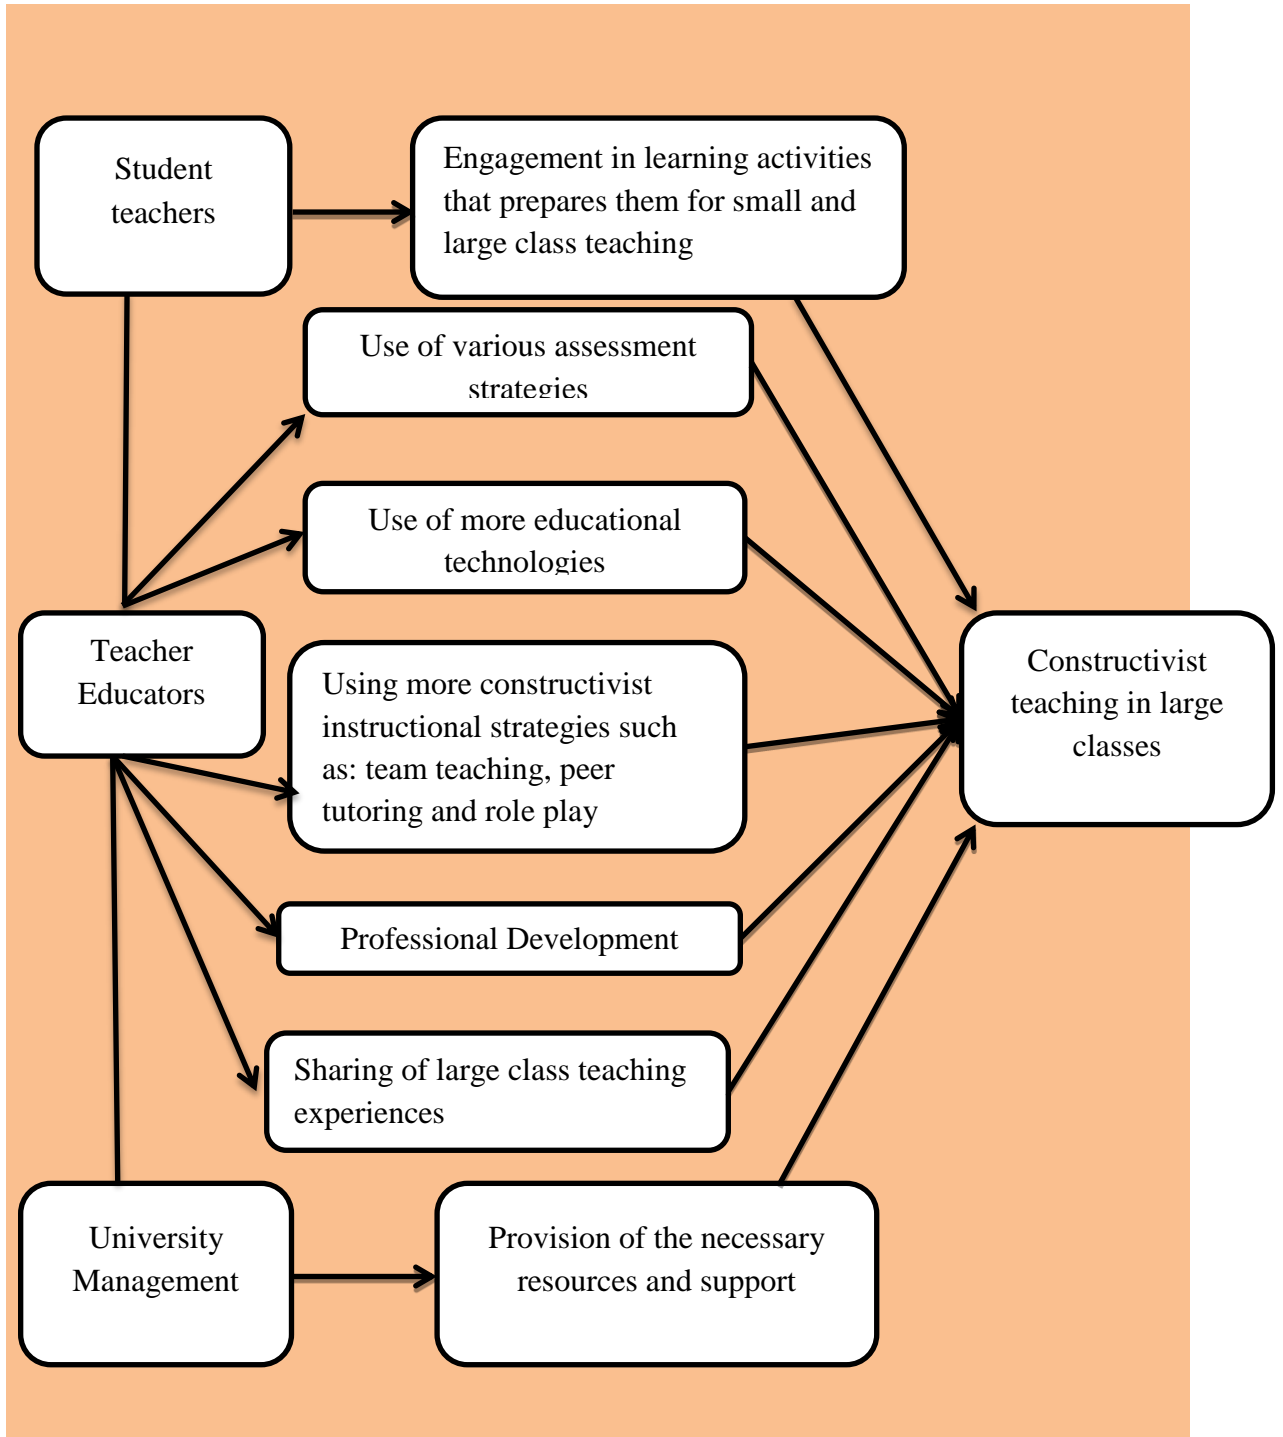 Student
teachers
Engagement in learning activities
that prepares them for small and
large class teaching
Use of various assessment
strategies
Use of more educational
technologies
Teacher
Educators
Using more constructivist
instructional strategies such
as: team teaching, peer
tutoring and role play
Constructivist
teaching in large
classes
Professional Development
Sharing of large class teaching
experiences
University
Management
Provision of the necessary
resources and support